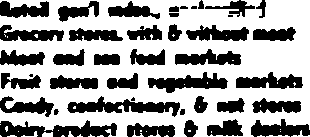 Retail gen'l mdse.,
Grocery stores, with & without meat
Meat and sea food markets
Fruit stores and vegetable markets
Candy, confectionery, & nut stores
Dairy-product stores & milk dealers